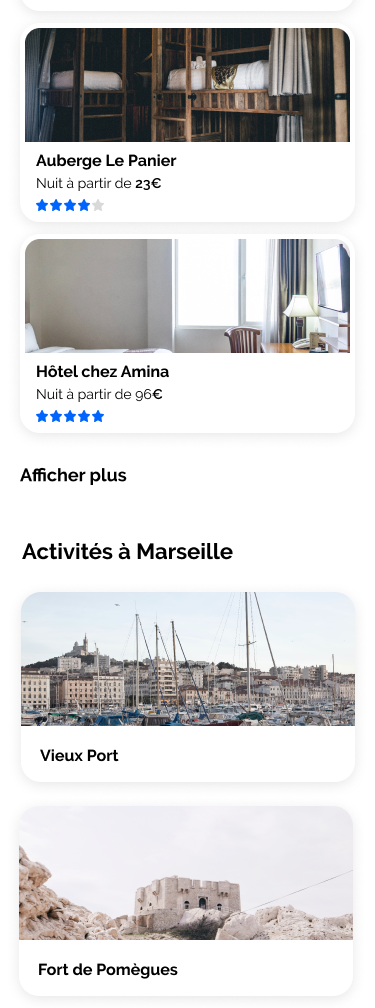 Auberge Le Panier
Nuit à partir de 23€
Hôtel chez Amina
Nuit à partir de 96€
Afficher plus
Activités à Marseille
Vieux Port
Fort de Pomègues